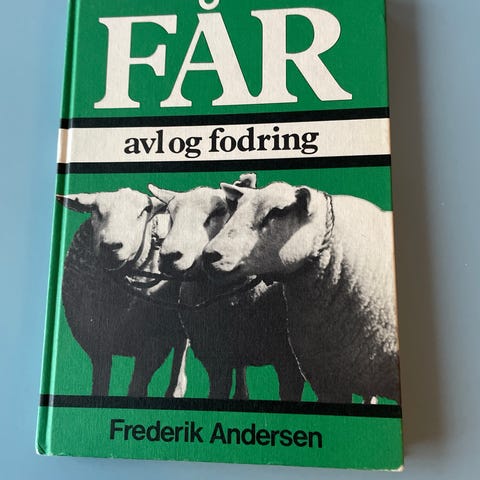 FÅR
avl og fodring
Frederik Andersen